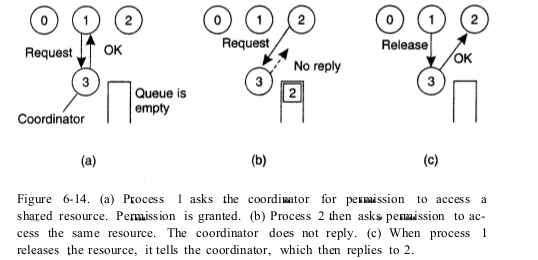 0 1 2
Request OK
3
Queue is
empty
Coordinator
(a)
0 1 2
Request
No reply
3
2
(b)
0 1 2
Release
OK
3
(c)
Figure 6-14. (a) Process 1 asks the coordinator for permission to access a
shared resource. Permission is granted. (b) Process 2 then asks permission to ac-
cess the same resource. The coordinator does not reply. (c) When process 1
releases the resource, it tells the coordinator, which then replies to 2.